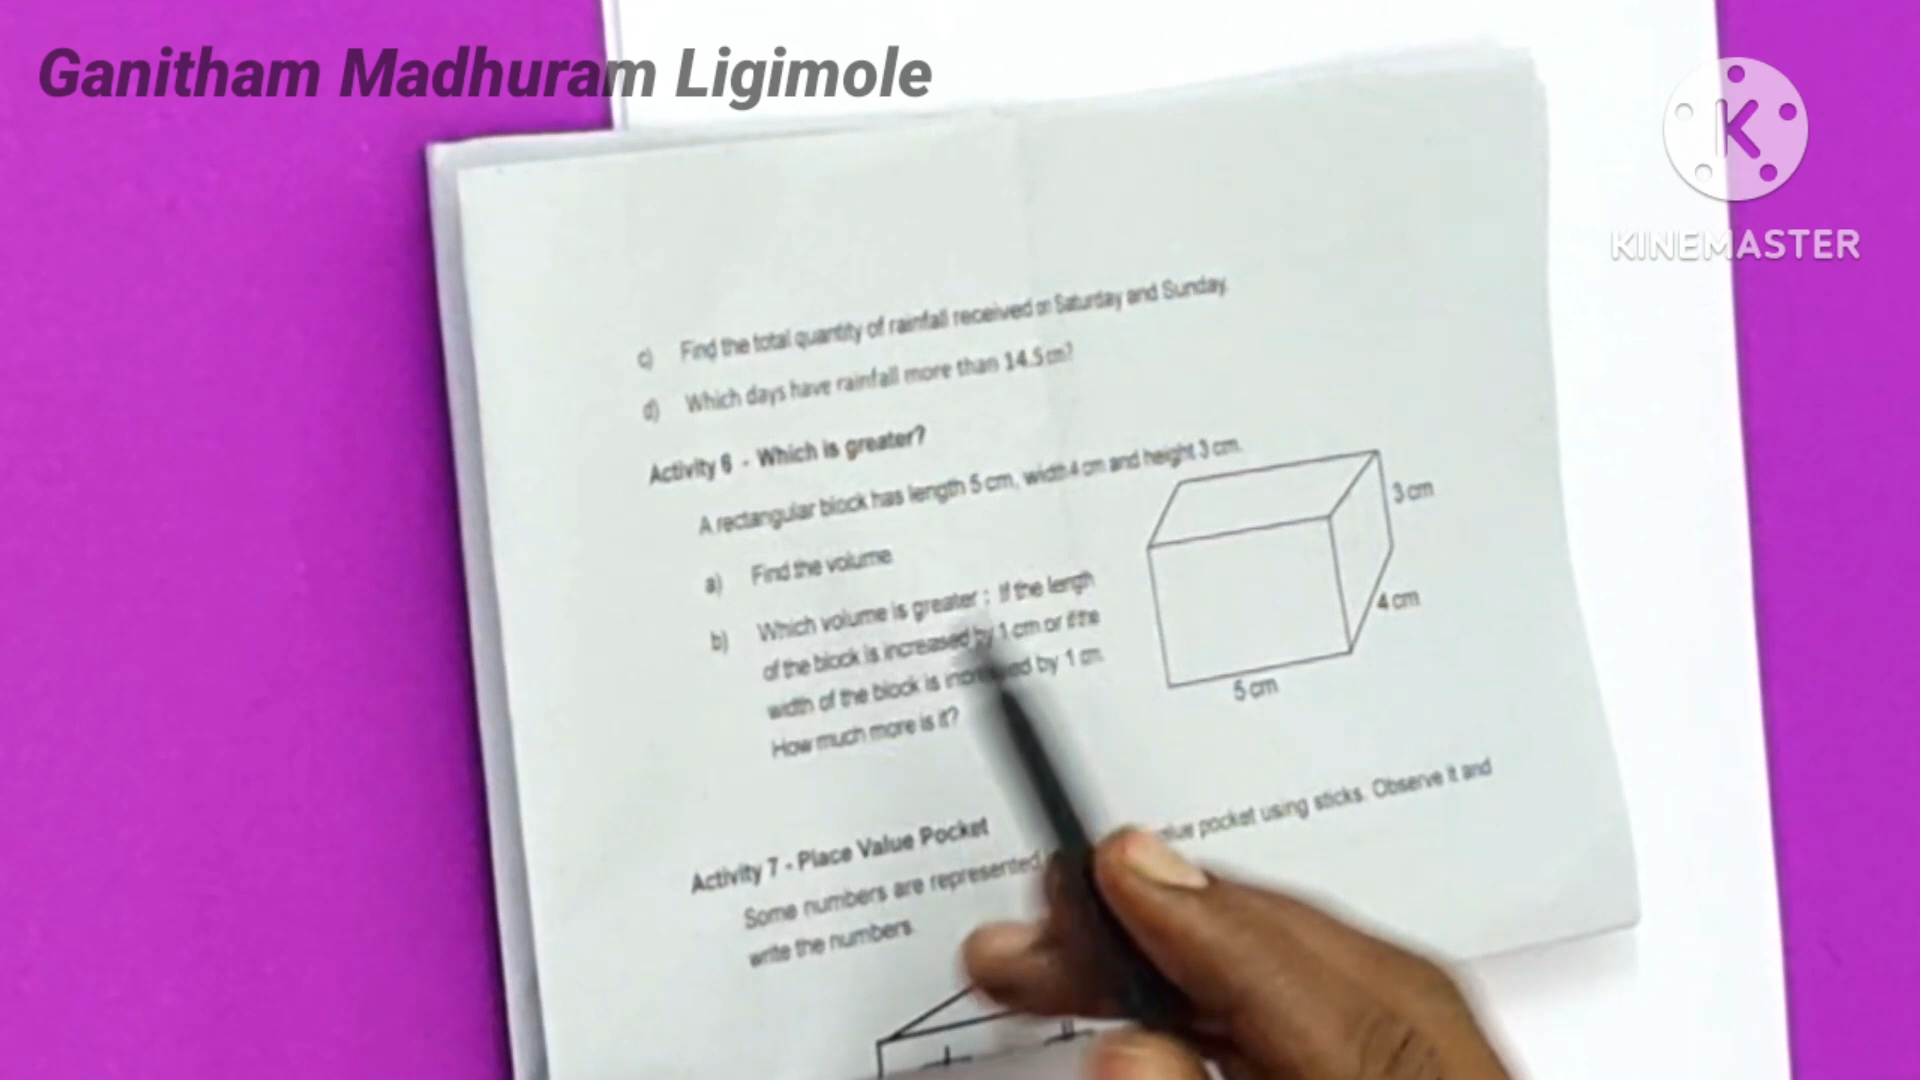 Ganitham Madhuram Ligimole
KINEMASTER
c) Find the total quantity of rainfall received on Saturday and Sunday.
d) Which days have rainfall more than 14.5 cm?
Activity 6 - Which is greater?
A rectangular block has length 5 cm, width 4 cm and height 3 cm.
a) Find the volume
b) Which volume is greater : If the length
of the block is increased by 1 cm or if the
width of the block is increased by 1 cm.
How much more is it?
3 cm
4 cm
5 cm
Activity 7 - Place Value Pocket
Some numbers are represented pocket using sticks. Observe it and
write the numbers.